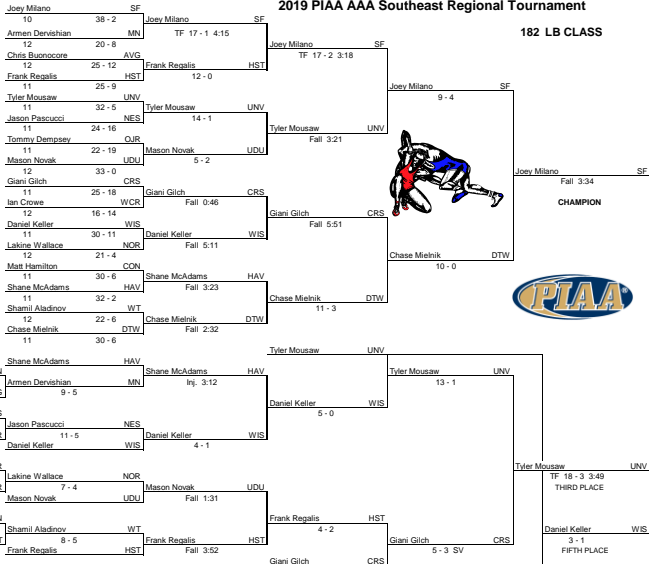 2019 PIAA AAA Southeast Regional Tournament
182 LB CLASS
Joey Milano SF
10 38 - 2
Armen Dervishian MN
12 20 - 8
Chris Buonocore AVG
12 25 - 12
Frank Regalis HST
11 25 - 9
Tyler Mousaw UNV
11 32 - 5
Jason Pascucci NES
11 24 - 16
Tommy Dempsey OJR
11 22 - 19
Mason Novak UDU
12 33 - 0
Giani Gilch CRS
11 25 - 18
Ian Crowe WCR
12 16 - 14
Daniel Keller WIS
11 30 - 11
Lakine Wallace NOR
12 21 - 4
Matt Hamilton CON
11 30 - 6
Shane McAdams HAV
11 32 - 2
Shamil Aladinov WT
12 22 - 6
Chase Mielnik DTW
11 30 - 6
Joey Milano SF
TF 17 - 1 4:15
Frank Regalis HST
12 - 0
Tyler Mousaw UNV
14 - 1
Mason Novak UDU
5 - 2
Giani Gilch CRS
Fall 0:46
Daniel Keller WIS
Fall 5:11
Shane McAdams HAV
Fall 3:23
Chase Mielnik DTW
Fall 2:32
Joey Milano SF
TF 17 - 2 3:18
Tyler Mousaw UNV
Fall 3:21
Giani Gilch CRS
Fall 5:51
Chase Mielnik DTW
11 - 3
Joey Milano SF
9 - 4
Chase Mielnik DTW
10 - 0
Joey Milano SF
Fall 3:34
CHAMPION
PIAA
Shane McAdams HAV
Armen Dervishian MN
9 - 5
Jason Pascucci NES
11 - 5
Daniel Keller WIS
Lakine Wallace NOR
7 - 4
Mason Novak UDU
Shamil Aladinov WT
8 - 5
Frank Regalis HST
Shane McAdams HAV
Inj. 3:12
Daniel Keller WIS
4 - 1
Mason Novak UDU
Fall 1:31
Frank Regalis HST
Fall 3:52
Tyler Mousaw UNV
Daniel Keller WIS
5 - 0
Frank Regalis HST
4 - 2
Giani Gilch CRS
Tyler Mousaw UNV
13 - 1
Giani Gilch CRS
5 - 3 SV
Tyler Mousaw UNV
TF 18 - 3 3:49
THIRD PLACE
Daniel Keller WIS
3 - 1
FIFTH PLACE